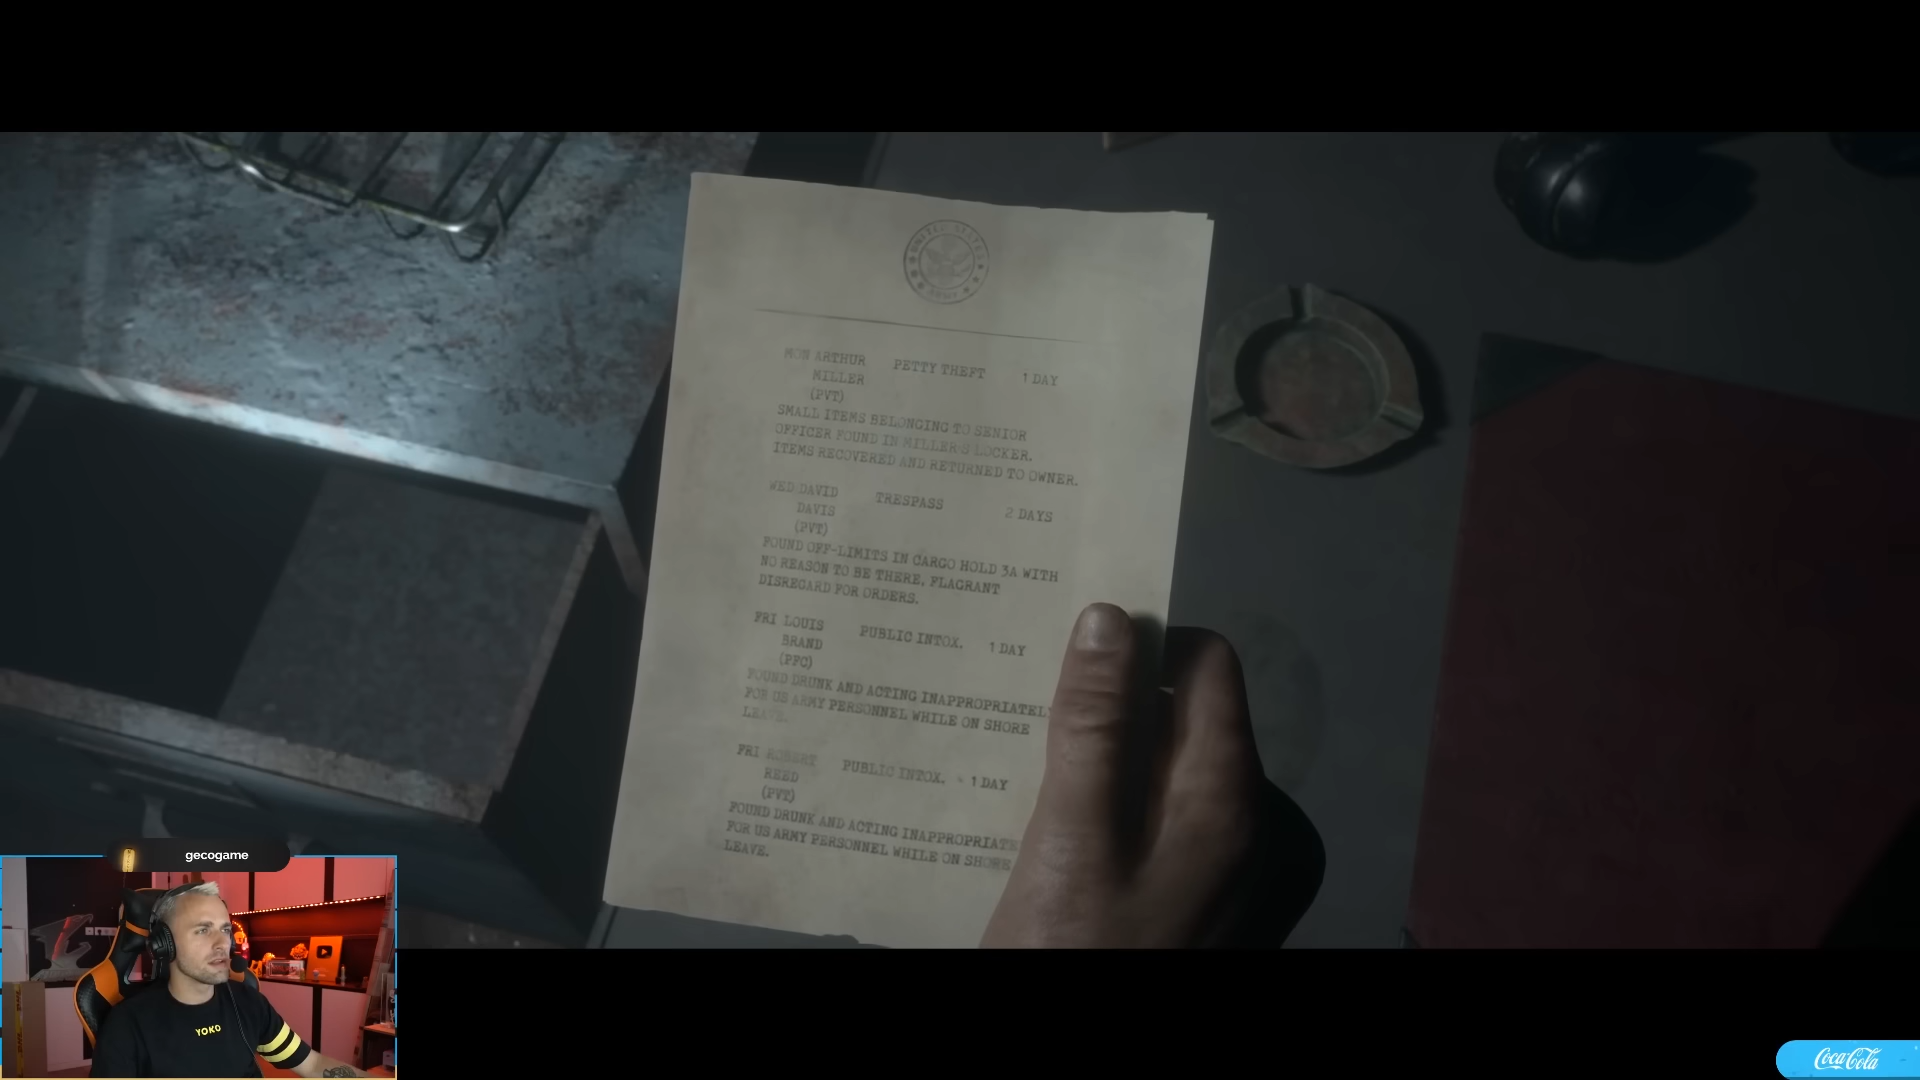 UNITED STATES
ARMY
MON ARTHUR PETTY THEFT 1 DAY
MILLER
(PVT)
SMALL ITEMS BELONGING TO SENIOR
OFFICER FOUND IN MILLER'S LOCKER.
ITEMS RECOVERED AND RETURNED TO OWNER.
WED DAVID TRESPASS 2 DAYS
DAVIS
(PVT)
FOUND OFF-LIMITS IN CARGO HOLD 3A WITH
NO REASON TO BE THERE, FLAGRANT
DISREGARD FOR ORDERS.
FRI LOUIS PUBLIC INTOX. 1 DAY
BRAND
(PFC)
FOUND DRUNK AND ACTING INAPPROPRIATELY
FOR US ARMY PERSONNEL WHILE ON SHORE
LEAVE.
FRI ROBERT PUBLIC INTOX. - 1 DAY
REED
(PVT)
FOUND DRUNK AND ACTING INAPPROPRIATE
FOR US ARMY PERSONNEL WHILE ON SHORE
LEAVE.
gecogame
YOKO
Coca-Cola